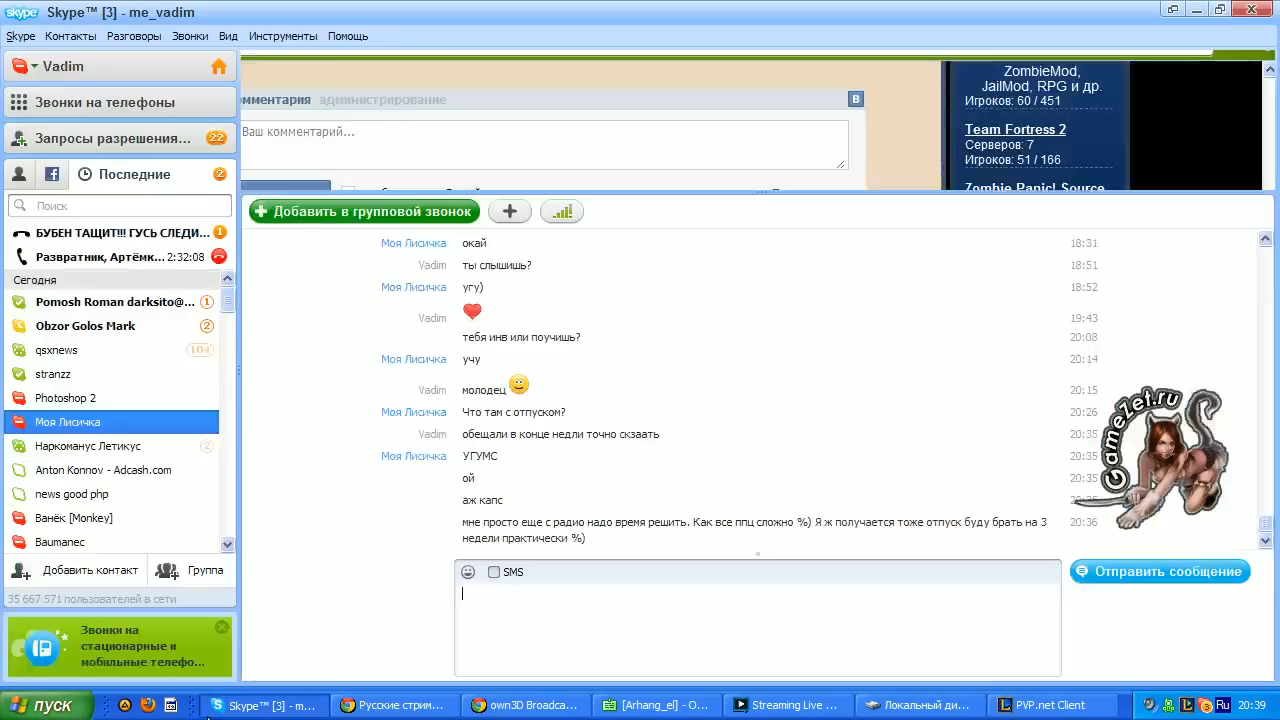 Skype™ [3] - me_vadim
Skype Контакты Разговоры Звонки Вид Инструменты Помощь
Vadim
Звонки на телефоны
Запросы разрешения... 22
Последние 2
Поиск
БУБЕН ТАЩИТ!!! ГУСЬ СЛЕДИ... 1
Развратник, Артёмк... 2:32:08
Сегодня
Pomosh Roman darksito@... 1
Obzor Golos Mark 2
qsxnews 104
stranzz
Photoshop 2
Моя Лисичка
Наркоманус Летикус 2
Anton Konnov - Adcash.com
news good php
Ванёк [Monkey]
Baumanec
Добавить контакт Группа
35 667 571 пользователей в сети
Звонки на
стационарные и
мобильные телефо...
мментария администрирование
B
Ваш комментарий...
ZombieMod,
JailMod, RPG и др.
Игроков: 60 / 451
Team Fortress 2
Серверов: 7
Игроков: 51 / 166
Zombie Panic! Source
Добавить в групповой звонок
Моя Лисичка окай 18:31
Vadim ты слышишь? 18:51
Моя Лисичка угу) 18:52
Vadim 19:43
тебя инв или поучишь? 20:08
Моя Лисичка учу 20:14
Vadim молодец 20:15
Моя Лисичка Что там с отпуском? 20:26
Vadim обещали в конце недли точно скзаать 20:35
Моя Лисичка УГУМС 20:35
ой 20:35
аж капс
мне просто еще с радио надо время решить. Как все ппц сложно %) Я ж получается тоже отпуск буду брать на 3 20:36
недели практически %)
GameZet.ru
SMS
Отправить сообщение
пуск
Skype™ [3] - m...
Русские стрим...
own3D Broadca...
[Arhang_el] - O...
Streaming Live ...
Локальный ди...
PVP.net Client
Ru
20:39